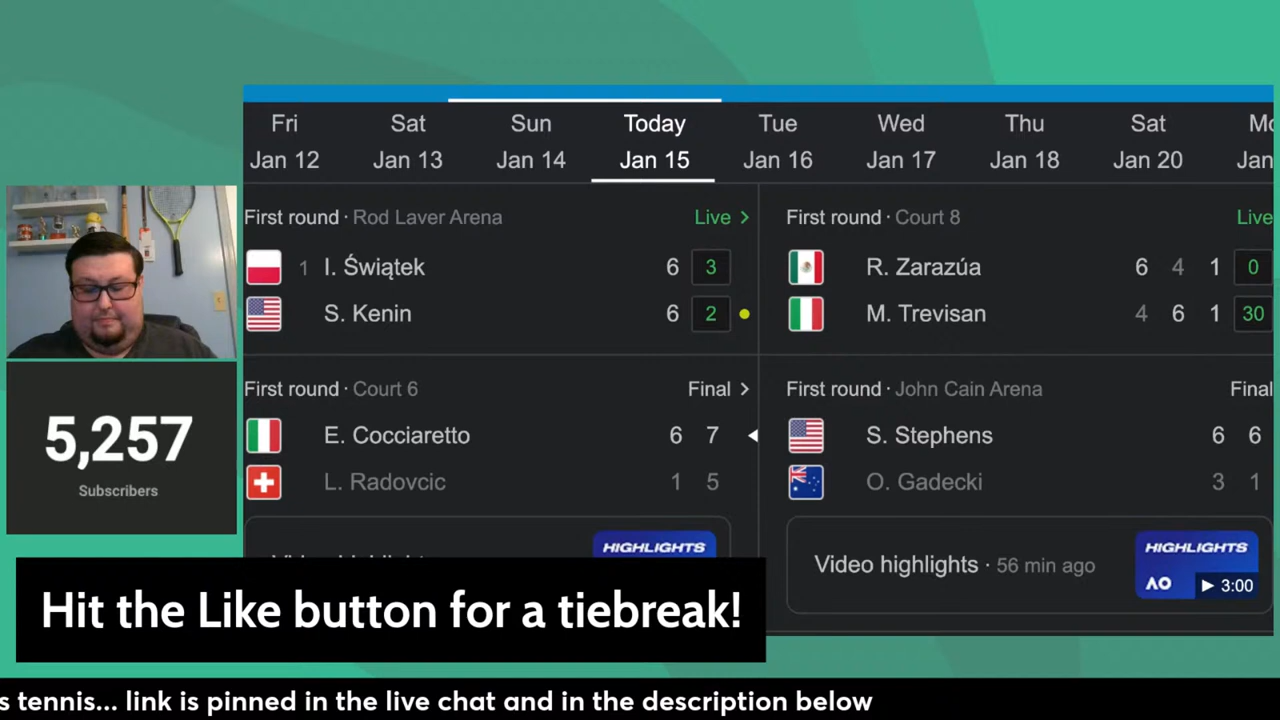 Fri Sat Sun Today Tue Wed Thu Sat Mo
Jan 12 Jan 13 Jan 14 Jan 15 Jan 16 Jan 17 Jan 18 Jan 20 Jan
First round · Rod Laver Arena Live
1 I. Świątek 6 3
S. Kenin 6 2
First round · Court 8 Live
R. Zarazúa 6 4 1 0
M. Trevisan 4 6 1 30
First round · Court 6 Final
E. Cocciaretto 6 7
L. Radovcic 1 5
HIGHLIGHTS
First round · John Cain Arena Final
S. Stephens 6 6
O. Gadecki 3 1
Video highlights · 56 min ago
HIGHLIGHTS
AO 3:00
5,257
Subscribers
Hit the Like button for a tiebreak!
s tennis... link is pinned in the live chat and in the description below